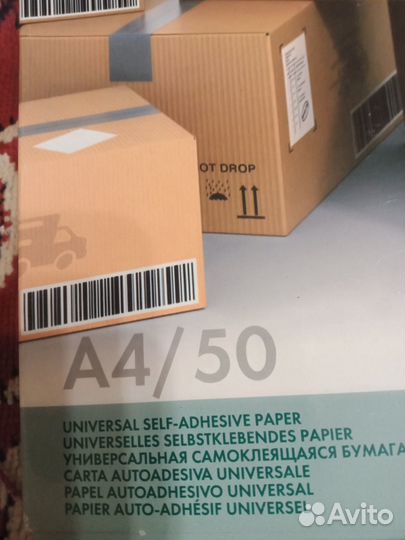 OT DROP
A4/50
UNIVERSAL SELF-ADHESIVE PAPER
UNIVERSELLES SELBSTKLEBENDES PAPIER
УНИВЕРСАЛЬНАЯ САМОКЛЕЯЩАЯСЯ БУМАГА
CARTA AUTOADESIVA UNIVERSALE
PAPEL AUTOADHESIVO UNIVERSAL
PAPIER AUTO-ADHÉSIF UNIVERSEL
Avito